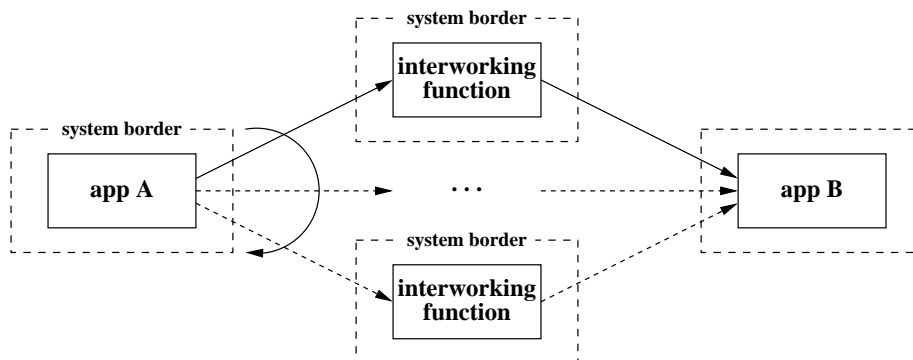 system border
interworking
function
system border
app A
...
app B
system border
interworking
function